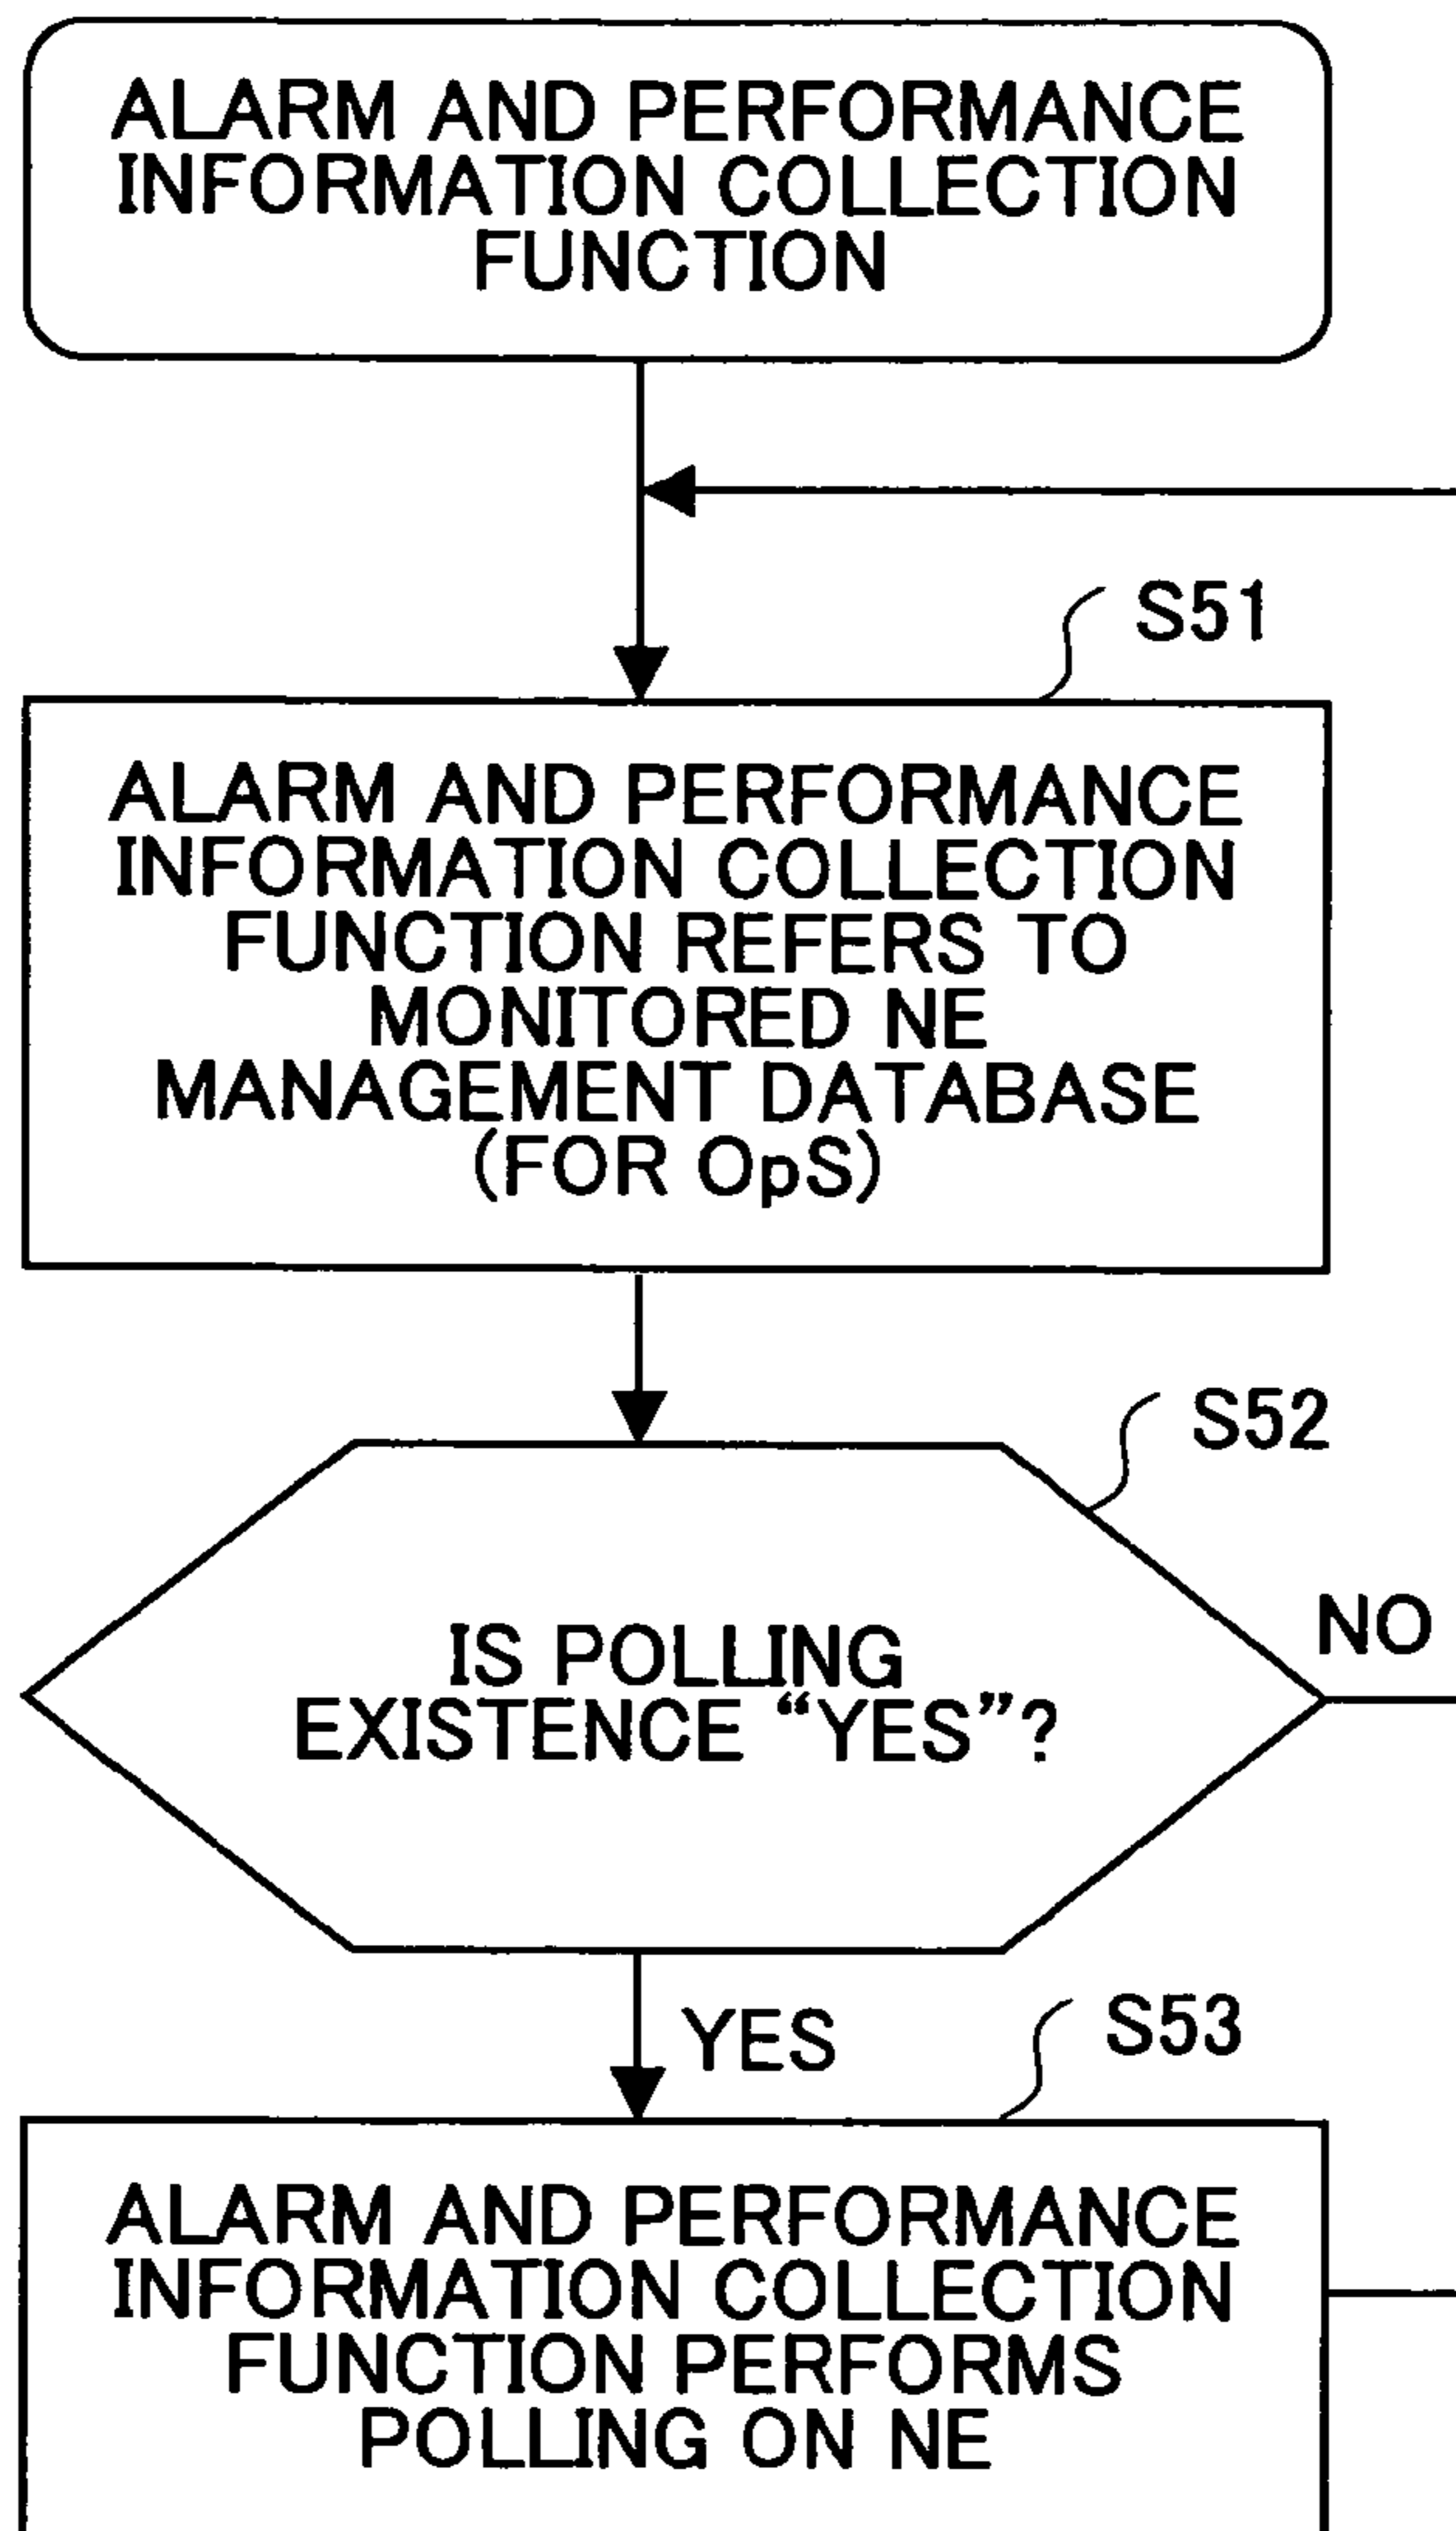 ALARM AND PERFORMANCE
INFORMATION COLLECTION
FUNCTION
S51
ALARM AND PERFORMANCE
INFORMATION COLLECTION
FUNCTION REFERS TO
MONITORED NE
MANAGEMENT DATABASE
(FOR OpS)
S52
IS POLLING
EXISTENCE “YES”?
NO
YES
S53
ALARM AND PERFORMANCE
INFORMATION COLLECTION
FUNCTION PERFORMS
POLLING ON NE